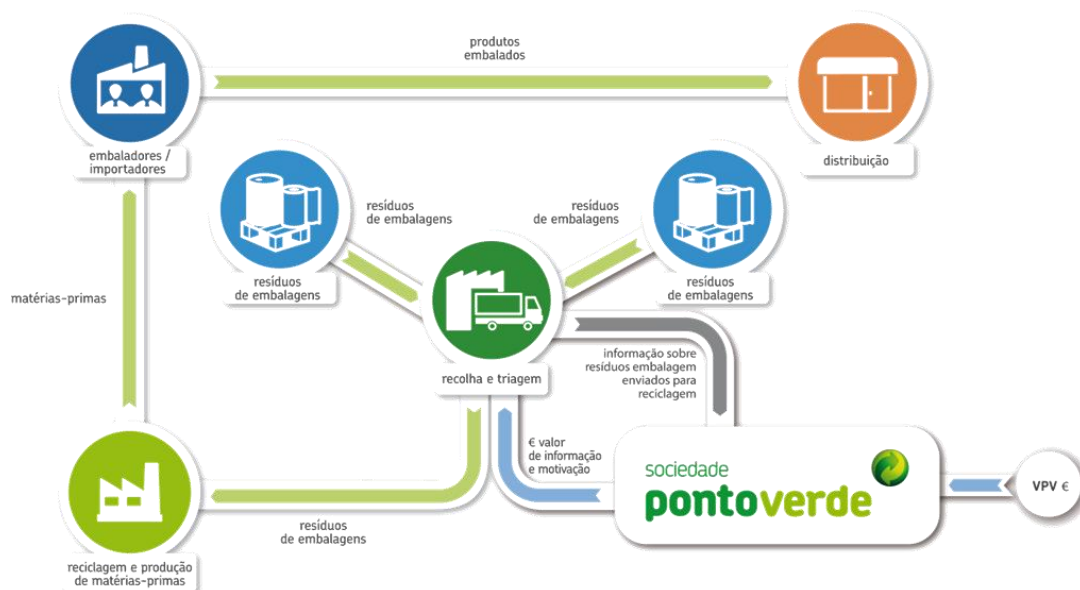 produtos
embalados
embaladores /
importadores
distribuição
resíduos
de embalagens
resíduos
de embalagens
resíduos
de embalagens
resíduos
de embalagens
matérias-primas
recolha e triagem
informação sobre
resíduos embalagem
enviados para
reciclagem
€ valor
de informação
e motivação
sociedade
pontoverde
VPV €
resíduos
de embalagens
reciclagem e produção
de matérias-primas